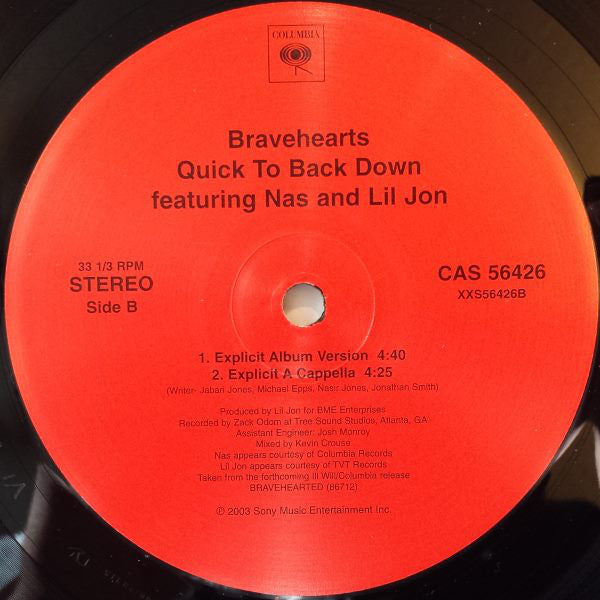 COLUMBIA
Bravehearts
Quick To Back Down
featuring Nas and Lil Jon
33 1/3 RPM
STEREO
Side B
CAS 56426
XXS56426B
1. Explicit Album Version 4:40
2. Explicit A Cappella 4:25
(Writer- Jabari Jones, Michael Epps, Nasir Jones, Jonathan Smith)
Produced by Lil Jon for BME Enterprises
Recorded by Zack Odom at Tree Sound Studios, Atlanta, GA
Assistant Engineer: Josh Monroy
Mixed by Kevin Crouse
Nas appears courtesy of Columbia Records
Lil Jon appears courtesy of TVT Records
Taken from the forthcoming Ill Will/Columbia release
BRAVEHEARTED (86712)
℗ 2003 Sony Music Entertainment Inc.